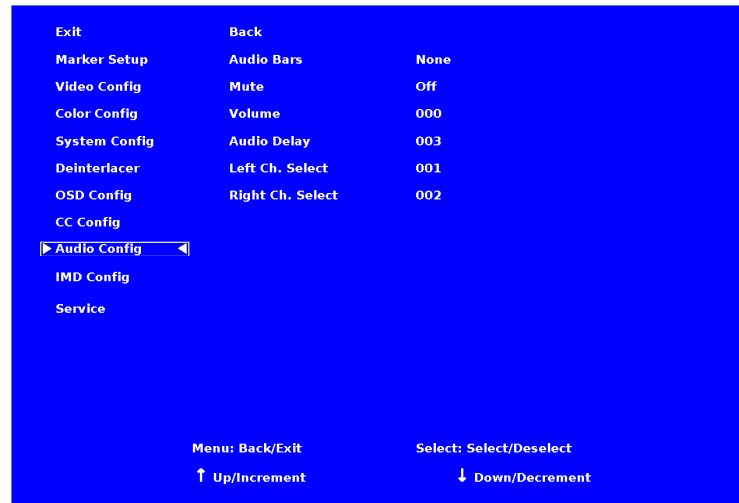 Exit Back
Marker Setup Audio Bars None
Video Config Mute Off
Color Config Volume 000
System Config Audio Delay 003
Deinterlacer Left Ch. Select 001
OSD Config Right Ch. Select 002
CC Config
Audio Config
IMD Config
Service
Menu: Back/Exit Select: Select/Deselect
↑ Up/Increment ↓ Down/Decrement